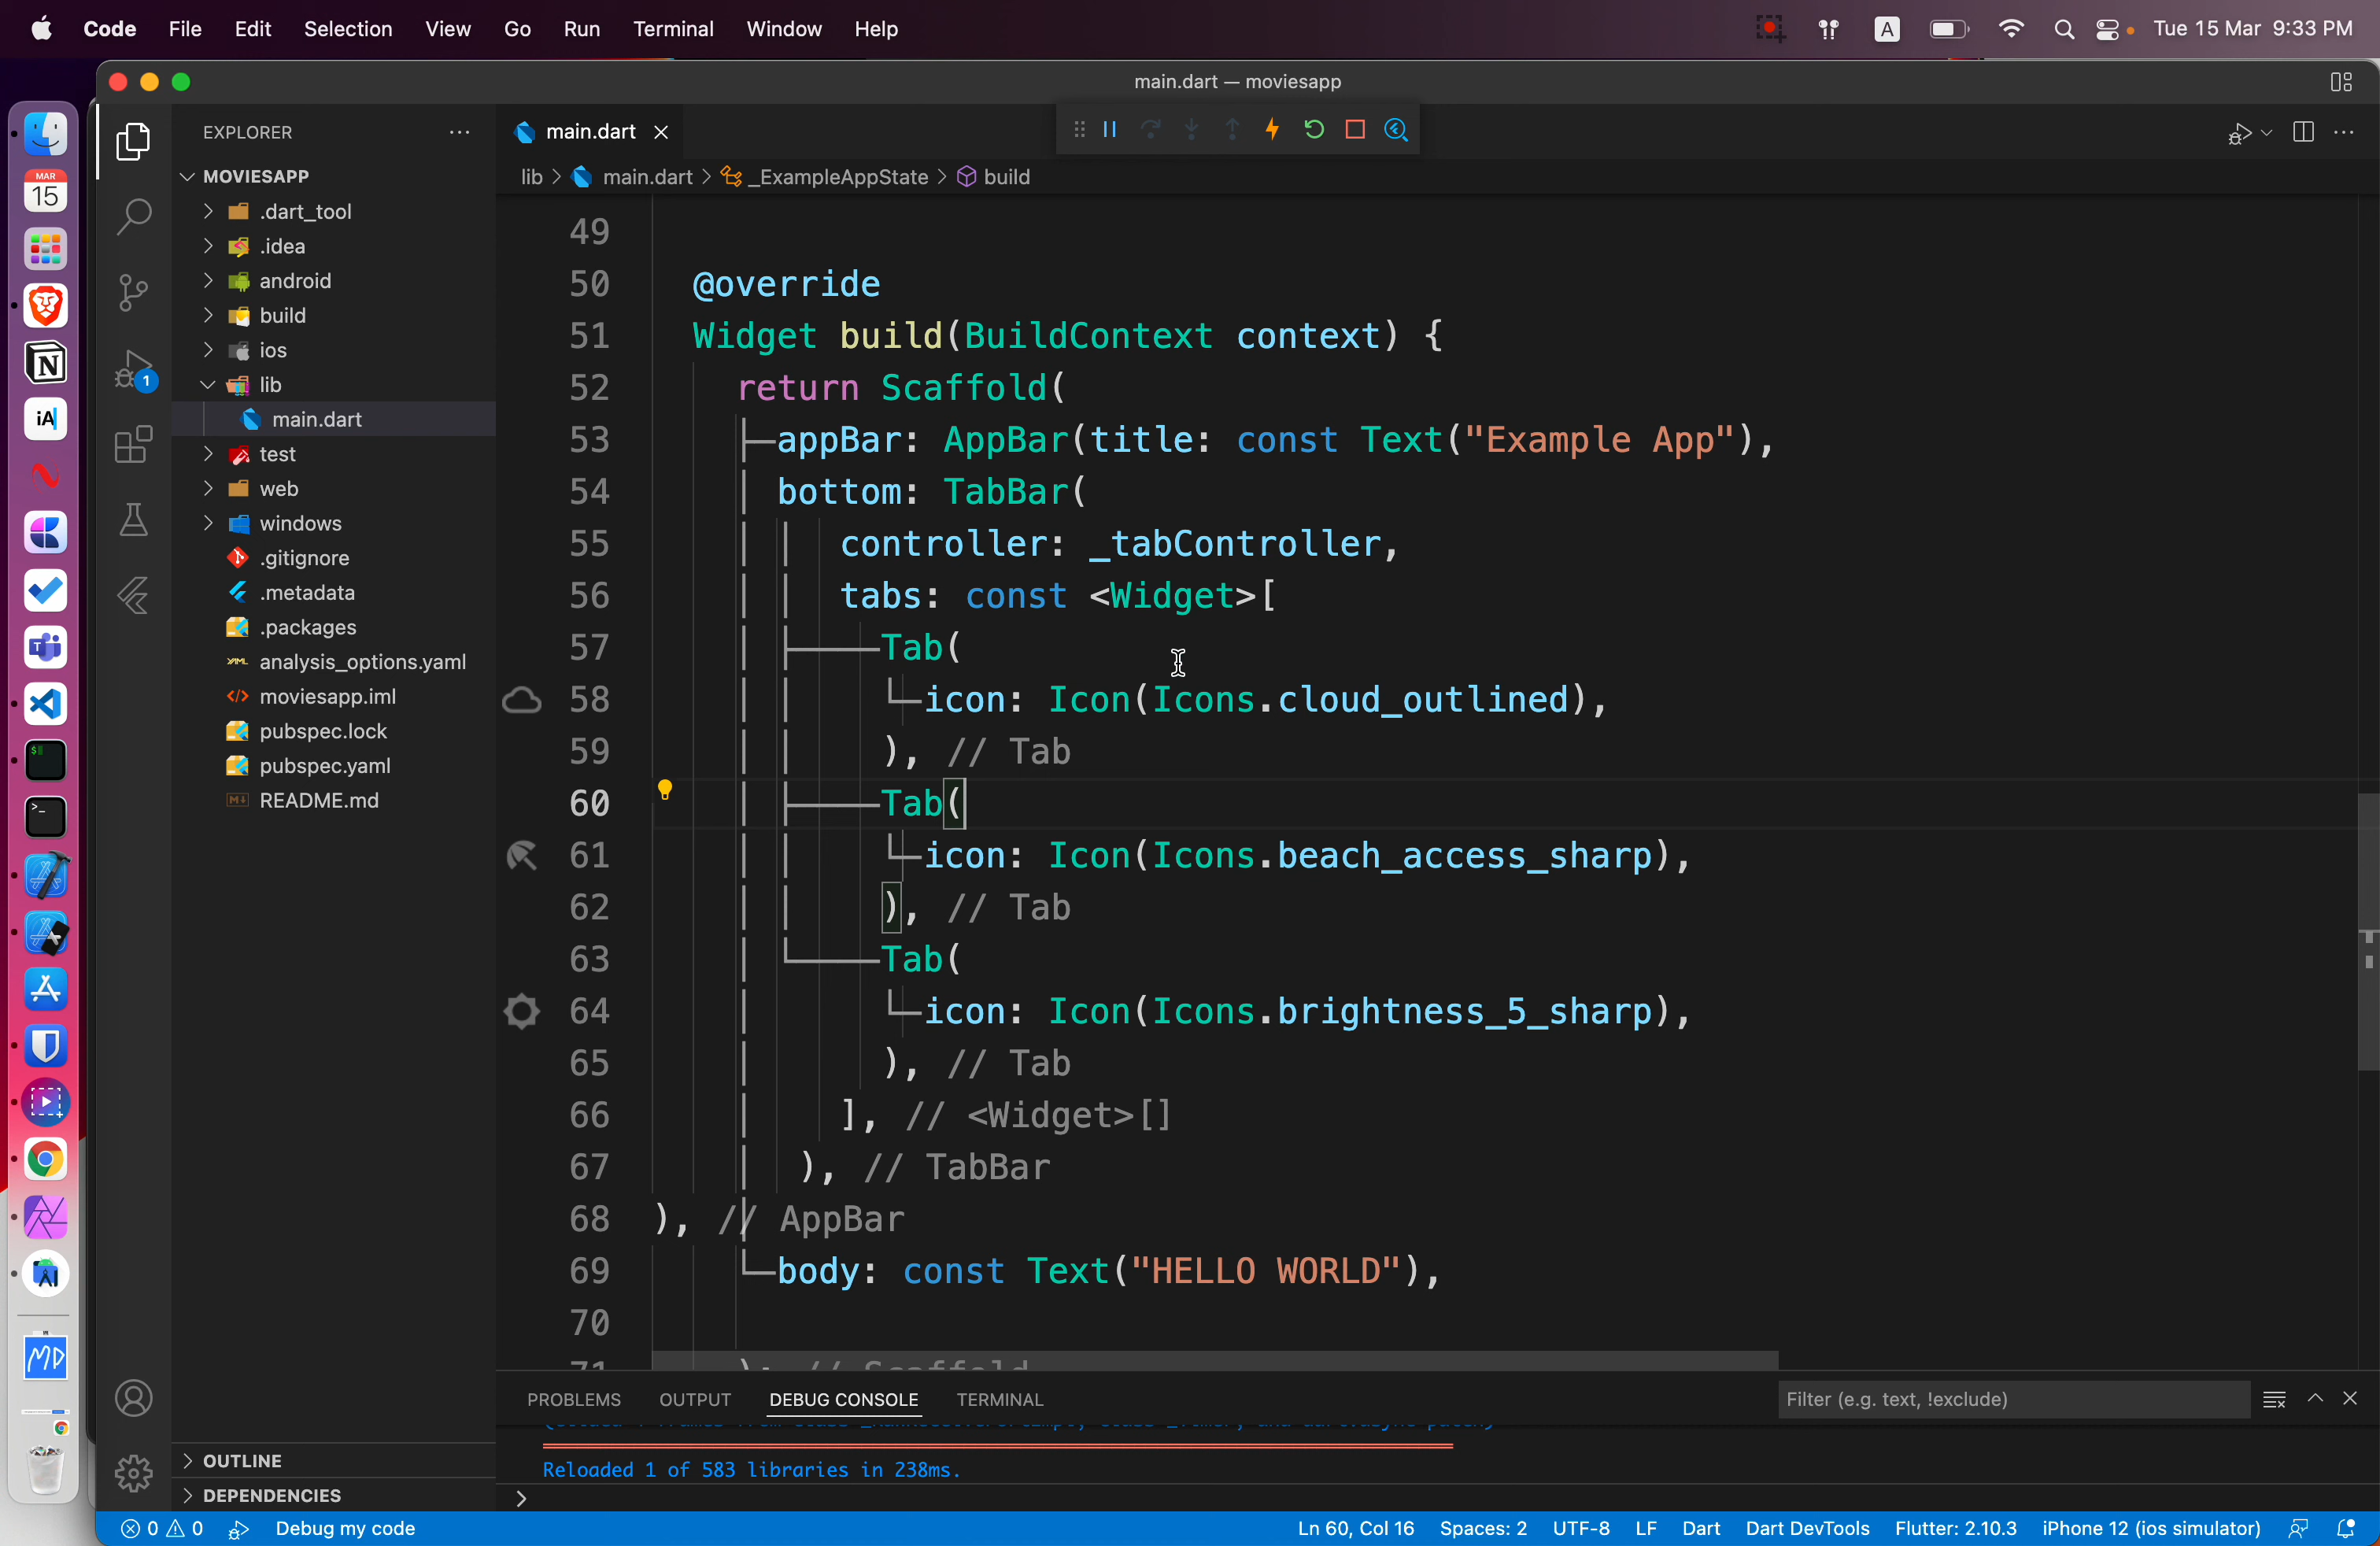 Code File Edit Selection View Go Run Terminal Window Help
A
Tue 15 Mar 9:33 PM
main.dart — moviesapp
MAR
15
N
iA
$
>_
MD
EXPLORER
MOVIESAPP
.dart_tool
.idea
android
build
ios
lib
main.dart
test
web
windows
.gitignore
.metadata
.packages
YAML analysis_options.yaml
moviesapp.iml
pubspec.lock
pubspec.yaml
M↓ README.md
OUTLINE
DEPENDENCIES
1
main.dart
lib > main.dart > _ExampleAppState > build
49
50 @override
51 Widget build(BuildContext context) {
52 return Scaffold(
53 appBar: AppBar(title: const Text("Example App"),
54 bottom: TabBar(
55 controller: _tabController,
56 tabs: const <Widget>[
57 Tab(
58 icon: Icon(Icons.cloud_outlined),
59 ), // Tab
60 Tab(
61 icon: Icon(Icons.beach_access_sharp),
62 ), // Tab
63 Tab(
64 icon: Icon(Icons.brightness_5_sharp),
65 ), // Tab
66 ], // <Widget>[]
67 ), // TabBar
68 ), // AppBar
69 body: const Text("HELLO WORLD"),
70
71 ); // Scaffold
PROBLEMS OUTPUT DEBUG CONSOLE TERMINAL
Filter (e.g. text, !exclude)
Reloaded 1 of 583 libraries in 238ms.
>
0 0 Debug my code
Ln 60, Col 16 Spaces: 2 UTF-8 LF Dart Dart DevTools Flutter: 2.10.3 iPhone 12 (ios simulator)